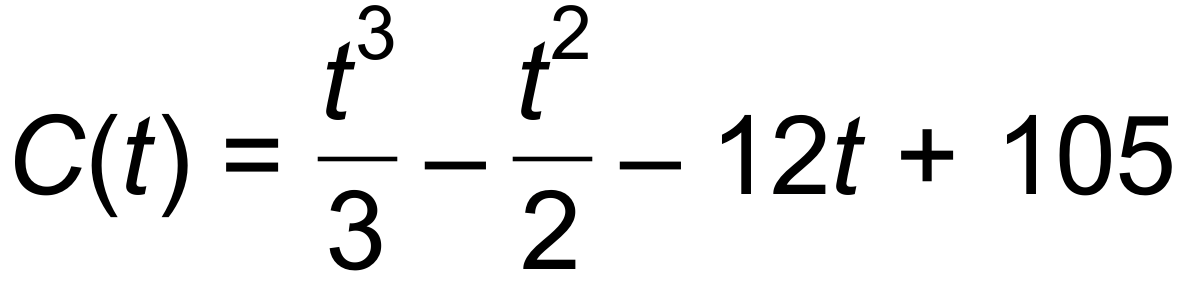 C(t) = t³/3 – t²/2 – 12t + 105